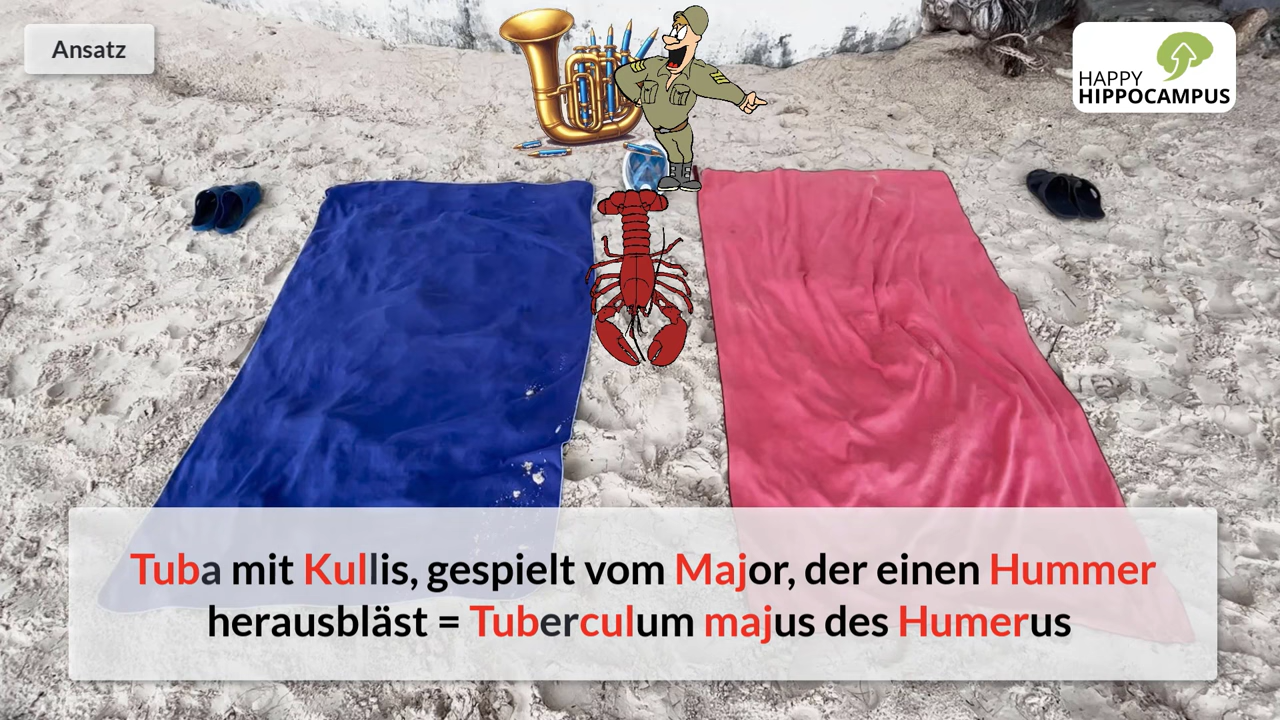 Ansatz
HAPPY
HIPPOCAMPUS
Tuba mit Kullis, gespielt vom Major, der einen Hummer
herausbläst = Tuberculum majus des Humerus